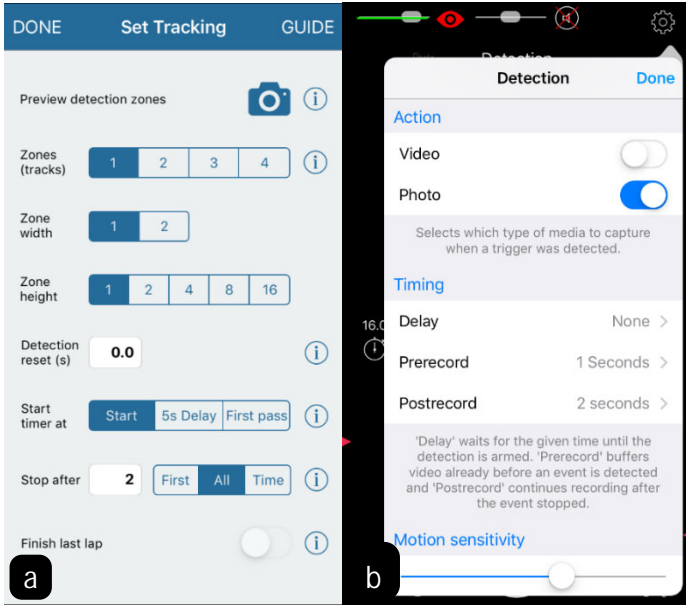 DONE Set Tracking GUIDE
Preview detection zones
Zones
(tracks)
1 2 3 4
Zone
width
1 2
Zone
height
1 2 4 8 16
Detection
reset (s)
0.0
Start
timer at
Start 5s Delay First pass
Stop after 2 First All Time
Finish last lap
a
Detection Done
Action
Video
Photo
Selects which type of media to capture
when a trigger was detected.
Timing
16.0
Delay None >
Prerecord 1 Seconds >
Postrecord 2 seconds >
'Delay' waits for the given time until the
detection is armed. 'Prerecord' buffers
video already before an event is detected
and 'Postrecord' continues recording after
the event stopped.
Motion sensitivity
b